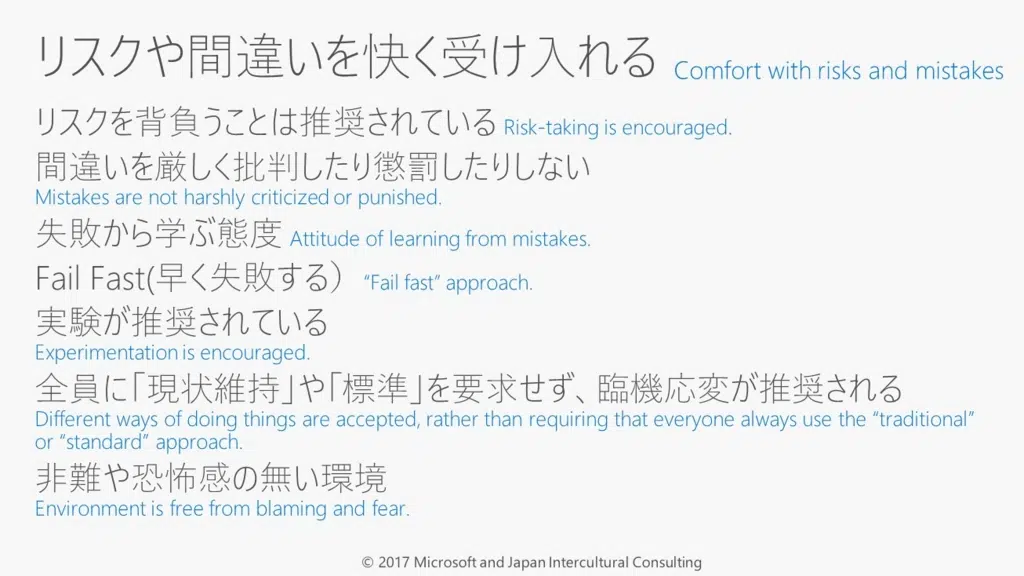 リスクや間違いを快く受け入れる Comfort with risks and mistakes
リスクを背負うことは推奨されている Risk-taking is encouraged.
間違いを厳しく批判したり懲罰したりしない
Mistakes are not harshly criticized or punished.
失敗から学ぶ態度 Attitude of learning from mistakes.
Fail Fast(早く失敗する） “Fail fast” approach.
実験が推奨されている
Experimentation is encouraged.
全員に「現状維持」や「標準」を要求せず、臨機応変が推奨される
Different ways of doing things are accepted, rather than requiring that everyone always use the “traditional”
or “standard” approach.
非難や恐怖感の無い環境
Environment is free from blaming and fear.
© 2017 Microsoft and Japan Intercultural Consulting